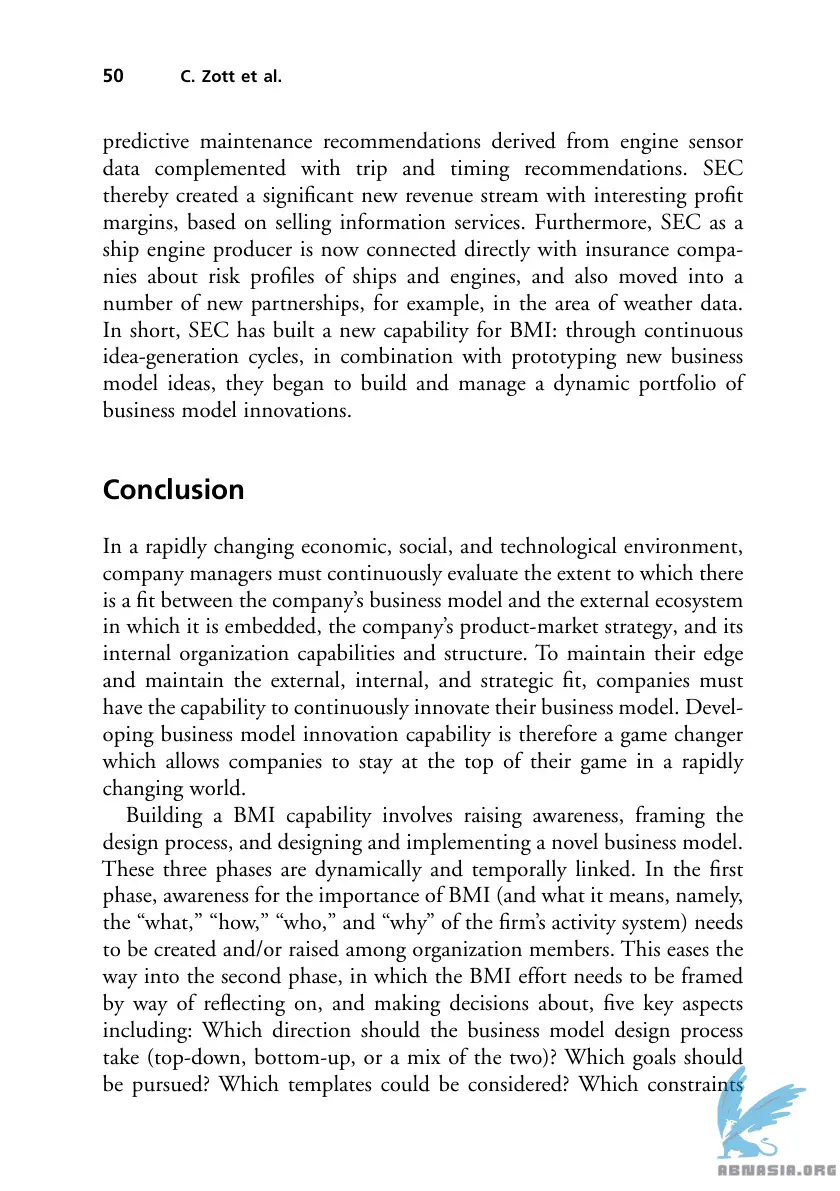 50 C. Zott et al.
predictive maintenance recommendations derived from engine sensor
data complemented with trip and timing recommendations. SEC
thereby created a significant new revenue stream with interesting profit
margins, based on selling information services. Furthermore, SEC as a
ship engine producer is now connected directly with insurance compa-
nies about risk profiles of ships and engines, and also moved into a
number of new partnerships, for example, in the area of weather data.
In short, SEC has built a new capability for BMI: through continuous
idea-generation cycles, in combination with prototyping new business
model ideas, they began to build and manage a dynamic portfolio of
business model innovations.
Conclusion
In a rapidly changing economic, social, and technological environment,
company managers must continuously evaluate the extent to which there
is a fit between the company’s business model and the external ecosystem
in which it is embedded, the company’s product-market strategy, and its
internal organization capabilities and structure. To maintain their edge
and maintain the external, internal, and strategic fit, companies must
have the capability to continuously innovate their business model. Devel-
oping business model innovation capability is therefore a game changer
which allows companies to stay at the top of their game in a rapidly
changing world.
Building a BMI capability involves raising awareness, framing the
design process, and designing and implementing a novel business model.
These three phases are dynamically and temporally linked. In the first
phase, awareness for the importance of BMI (and what it means, namely,
the “what,” “how,” “who,” and “why” of the firm’s activity system) needs
to be created and/or raised among organization members. This eases the
way into the second phase, in which the BMI effort needs to be framed
by way of reflecting on, and making decisions about, five key aspects
including: Which direction should the business model design process
take (top-down, bottom-up, or a mix of the two)? Which goals should
be pursued? Which templates could be considered? Which constraints
ABNASIA.ORG